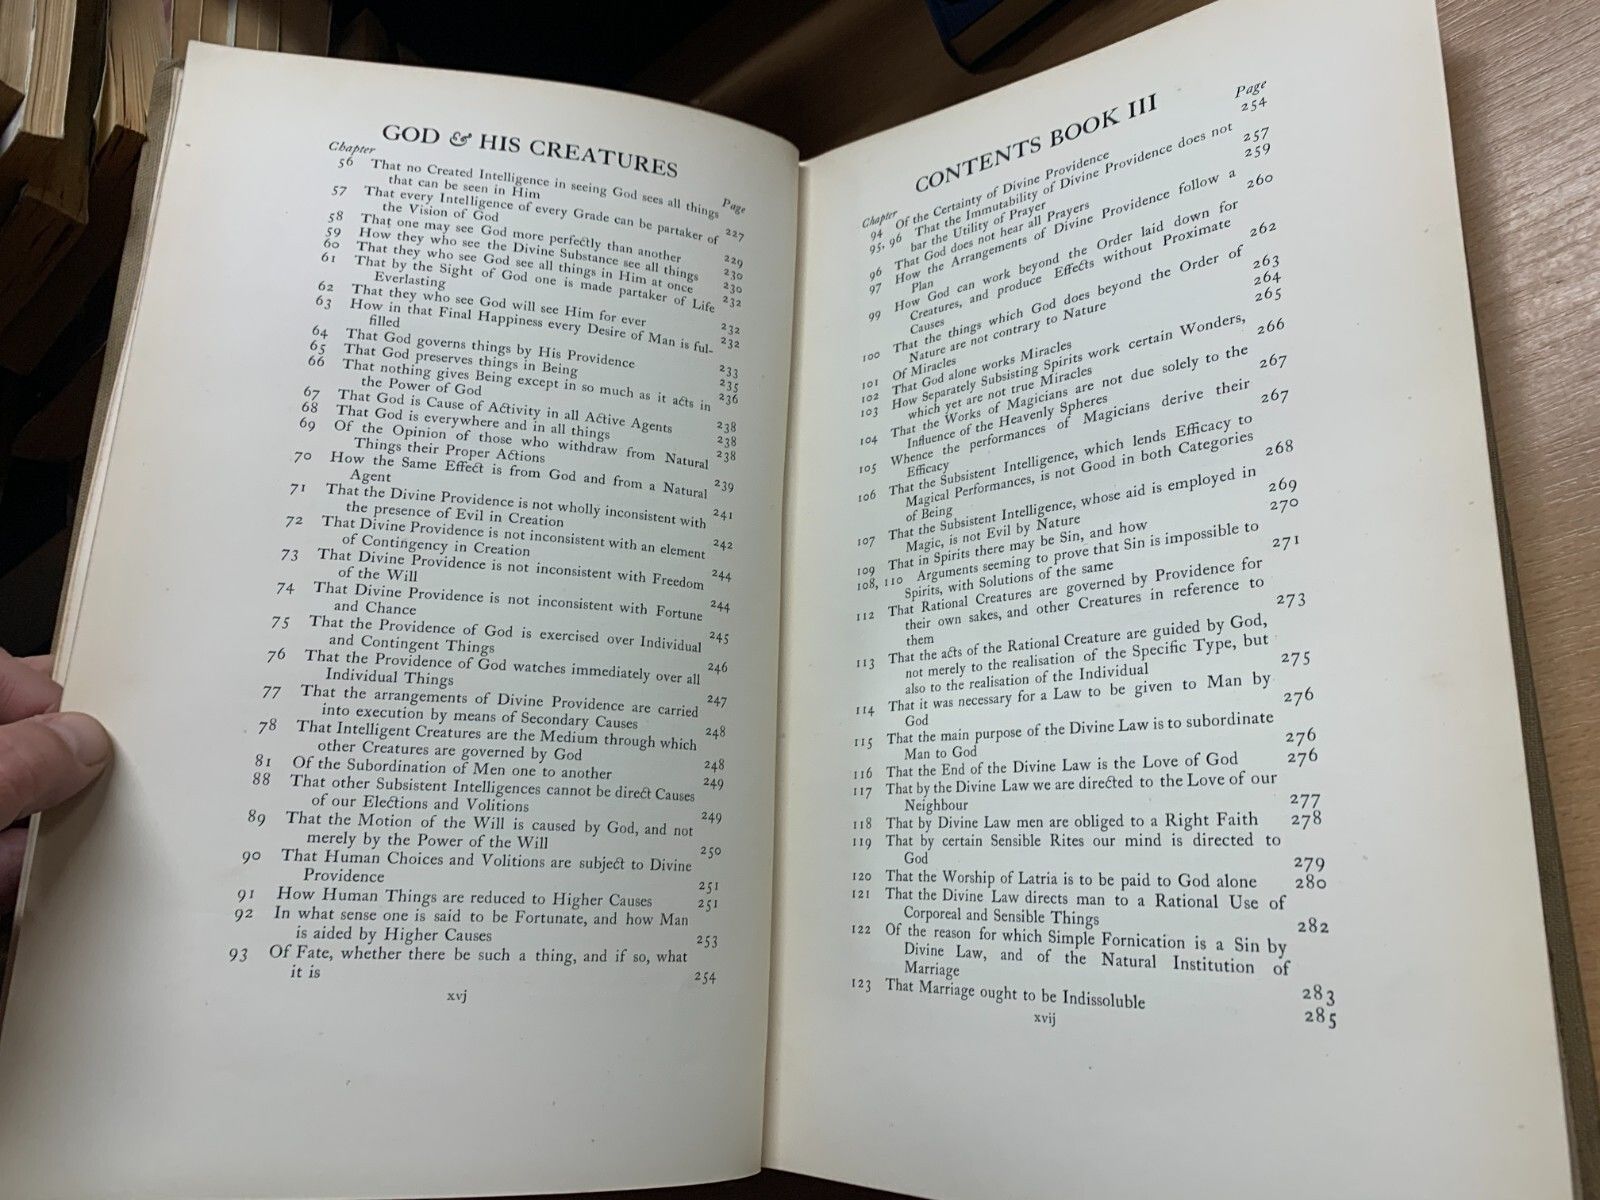 GOD & HIS CREATURES
Chapter
Page
56 That no Created Intelligence in seeing God sees all things
that can be seen in Him 227
57 That every Intelligence of every Grade can be partaker of
the Vision of God 229
58 That one may see God more perfectly than another 230
59 How they who see the Divine Substance see all things 230
60 That they who see God see all things in Him at once 232
61 That by the Sight of God one is made partaker of Life
Everlasting 232
62 That they who see God will see Him for ever 232
63 How in that Final Happiness every Desire of Man is ful-
filled 233
64 That God governs things by His Providence 235
65 That God preserves things in Being 236
66 That nothing gives Being except in so much as it acts in
the Power of God 238
67 That God is Cause of Activity in all Active Agents 238
68 That God is everywhere and in all things 238
69 Of the Opinion of those who withdraw from Natural
Things their Proper Actions 239
70 How the Same Effect is from God and from a Natural
Agent 241
71 That the Divine Providence is not wholly inconsistent with
the presence of Evil in Creation 242
72 That Divine Providence is not inconsistent with an element
of Contingency in Creation 244
73 That Divine Providence is not inconsistent with Freedom
of the Will 244
74 That Divine Providence is not inconsistent with Fortune
and Chance 245
75 That the Providence of God is exercised over Individual
and Contingent Things 246
76 That the Providence of God watches immediately over all
Individual Things 247
77 That the arrangements of Divine Providence are carried
into execution by means of Secondary Causes 248
78 That Intelligent Creatures are the Medium through which
other Creatures are governed by God 248
81 Of the Subordination of Men one to another 249
88 That other Subsistent Intelligences cannot be direct Causes
of our Elections and Volitions 249
89 That the Motion of the Will is caused by God, and not
merely by the Power of the Will 250
90 That Human Choices and Volitions are subject to Divine
Providence 251
91 How Human Things are reduced to Higher Causes 251
92 In what sense one is said to be Fortunate, and how Man
is aided by Higher Causes 253
93 Of Fate, whether there be such a thing, and if so, what
it is 254
xvj
CONTENTS BOOK III
Chapter
Page
94 Of the Certainty of Divine Providence 254
95, 96 That the Immutability of Divine Providence does not
bar the Utility of Prayer 257
96 That God does not hear all Prayers 259
97 How the Arrangements of Divine Providence follow a
Plan 260
99 How God can work beyond the Order laid down for
Creatures, and produce Effects without Proximate
Causes 262
100 That the things which God does beyond the Order of
Nature are not contrary to Nature 263
101 Of Miracles 264
102 That God alone works Miracles 265
103 How Separately Subsisting Spirits work certain Wonders,
which yet are not true Miracles 266
104 That the Works of Magicians are not due solely to the
Influence of the Heavenly Spheres 267
105 Whence the performances of Magicians derive their
Efficacy 267
106 That the Subsistent Intelligence, which lends Efficacy to
Magical Performances, is not Good in both Categories
of Being 267
107 That the Subsistent Intelligence, whose aid is employed in
Magic, is not Evil by Nature 268
109 That in Spirits there may be Sin, and how 269
108, 110 Arguments seeming to prove that Sin is impossible to
Spirits, with Solutions of the same 270
112 That Rational Creatures are governed by Providence for
their own sakes, and other Creatures in reference to
them 271
113 That the acts of the Rational Creature are guided by God,
not merely to the realisation of the Specific Type, but
also to the realisation of the Individual 273
114 That it was necessary for a Law to be given to Man by
God 275
115 That the main purpose of the Divine Law is to subordinate
Man to God 276
116 That the End of the Divine Law is the Love of God 276
117 That by the Divine Law we are directed to the Love of our
Neighbour 276
118 That by Divine Law men are obliged to a Right Faith 277
119 That by certain Sensible Rites our mind is directed to
God 278
120 That the Worship of Latria is to be paid to God alone 279
121 That the Divine Law directs man to a Rational Use of
Corporeal and Sensible Things 280
122 Of the reason for which Simple Fornication is a Sin by
Divine Law, and of the Natural Institution of
Marriage 282
123 That Marriage ought to be Indissoluble 283
285
xvij